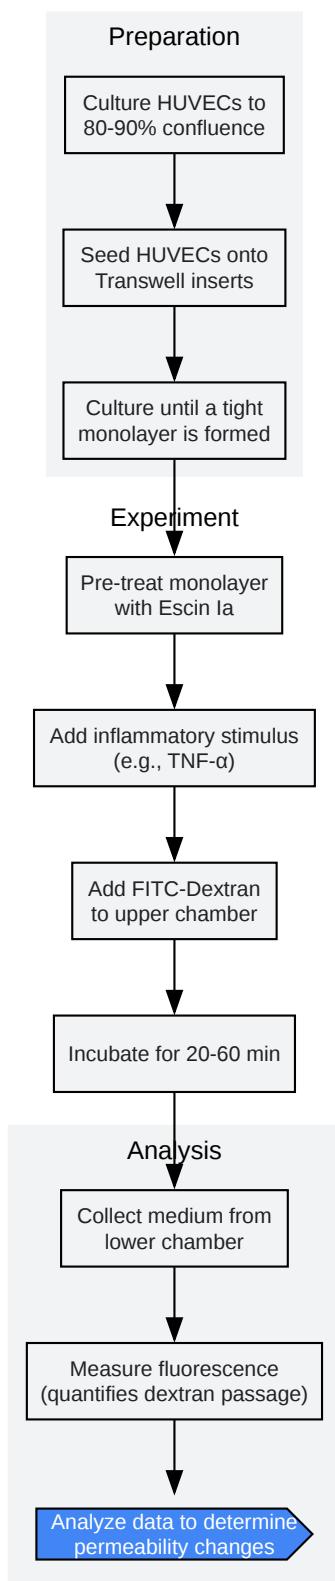 Preparation
Culture HUVECs to
80-90% confluence
Seed HUVECs onto
Transwell inserts
Culture until a tight
monolayer is formed
Experiment
Pre-treat monolayer
with Escin Ia
Add inflammatory stimulus
(e.g., TNF-α)
Add FITC-Dextran
to upper chamber
Incubate for 20-60 min
Analysis
Collect medium from
lower chamber
Measure fluorescence
(quantifies dextran passage)
Analyze data to determine
permeability changes